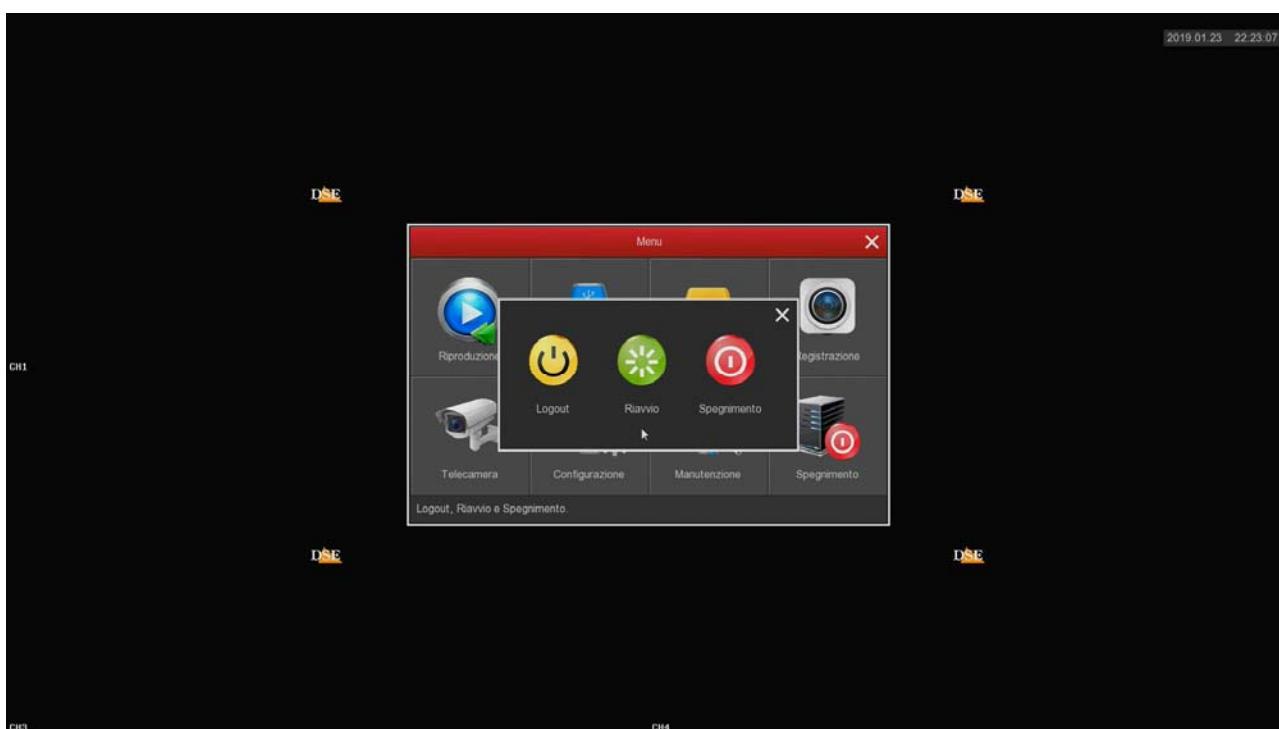 2019.01.23 22:23:07
DSE
DSE
Menu
Riproduzione
CH1
Logout
Riavvio
Spegnimento
Telecamera
Configurazione
Manutenzione
Spegnimento
Logout, Riavvio e Spegnimento.
DSE
DSE
CH4